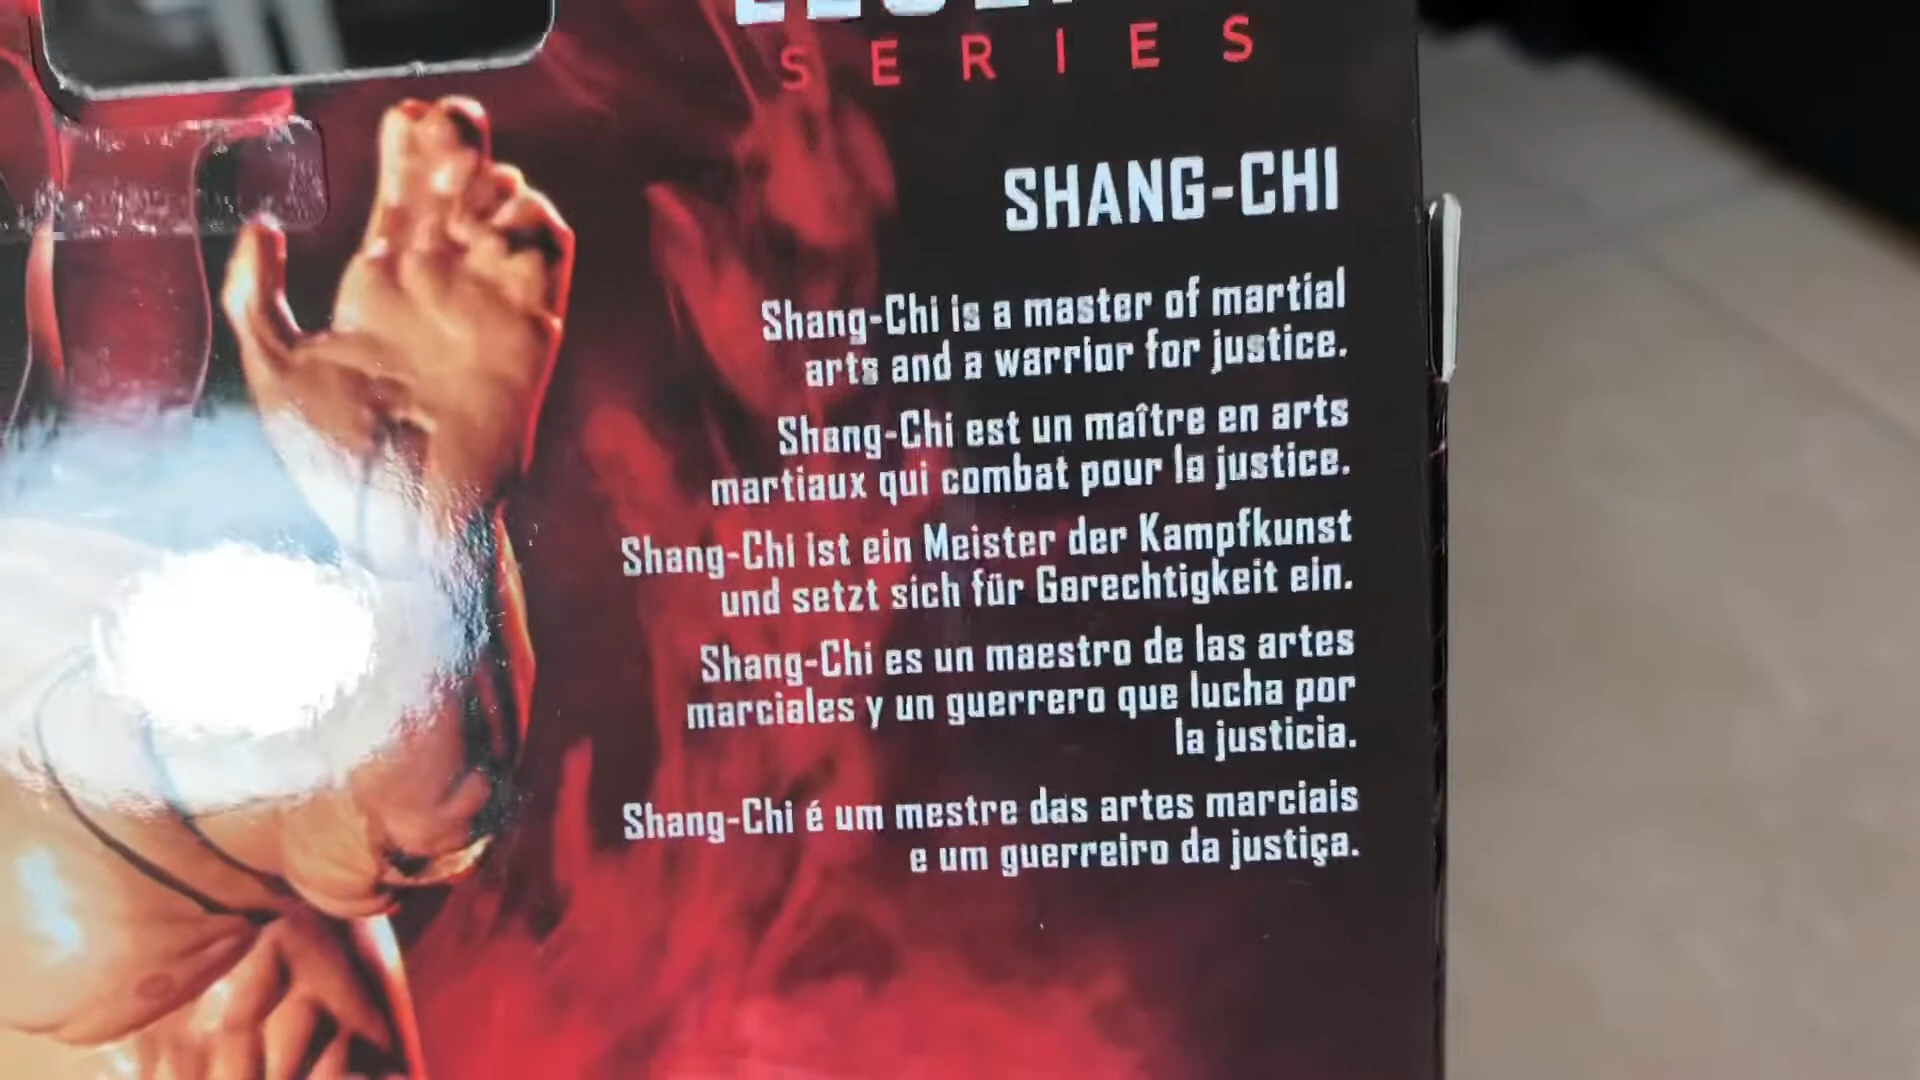 SERIES
SHANG-CHI
Shang-Chi is a master of martial
arts and a warrior for justice.
Shang-Chi est un maître en arts
martiaux qui combat pour la justice.
Shang-Chi ist ein Meister der Kampfkunst
und setzt sich für Gerechtigkeit ein.
Shang-Chi es un maestro de las artes
marciales y un guerrero que lucha por
la justicia.
Shang-Chi é um mestre das artes marciais
e um guerreiro da justiça.